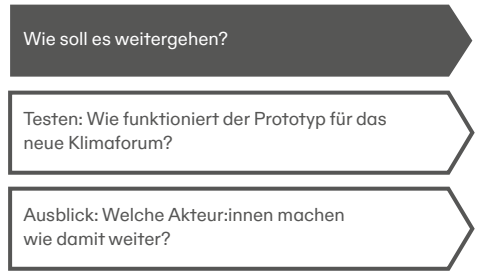 Wie soll es weitergehen?
Testen: Wie funktioniert der Prototyp für das
neue Klimaforum?
Ausblick: Welche Akteur:innen machen
wie damit weiter?